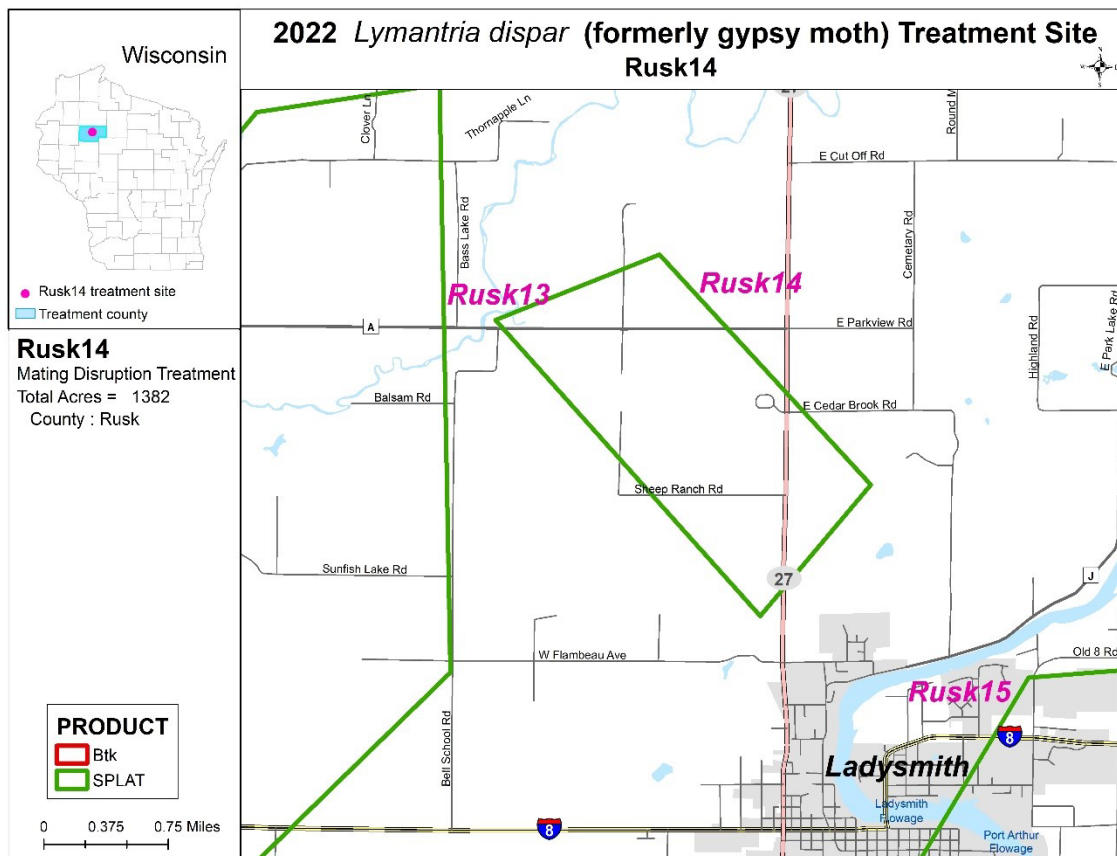 2022 Lymantria dispar (formerly gypsy moth) Treatment Site
Rusk14
Wisconsin
Rusk14 treatment site
Treatment county
Rusk14
Mating Disruption Treatment
Total Acres = 1382
County : Rusk
PRODUCT
Btk
SPLAT
0 0.375 0.75 Miles
N
W
Clover Ln
Thornapple Ln
27
Round M
E Cut Off Rd
Bass Lake Rd
Cemetary Rd
Rusk13
Rusk14
A
E Parkview Rd
Highland Rd
E Park Lake Rd
Balsam Rd
E Cedar Brook Rd
Sheep Ranch Rd
Sunfish Lake Rd
27
J
W Flambeau Ave
Old 8 Rd
Rusk15
Bell School Rd
8
Ladysmith
Ladysmith
Flowage
8
Port Arthur
Flowage